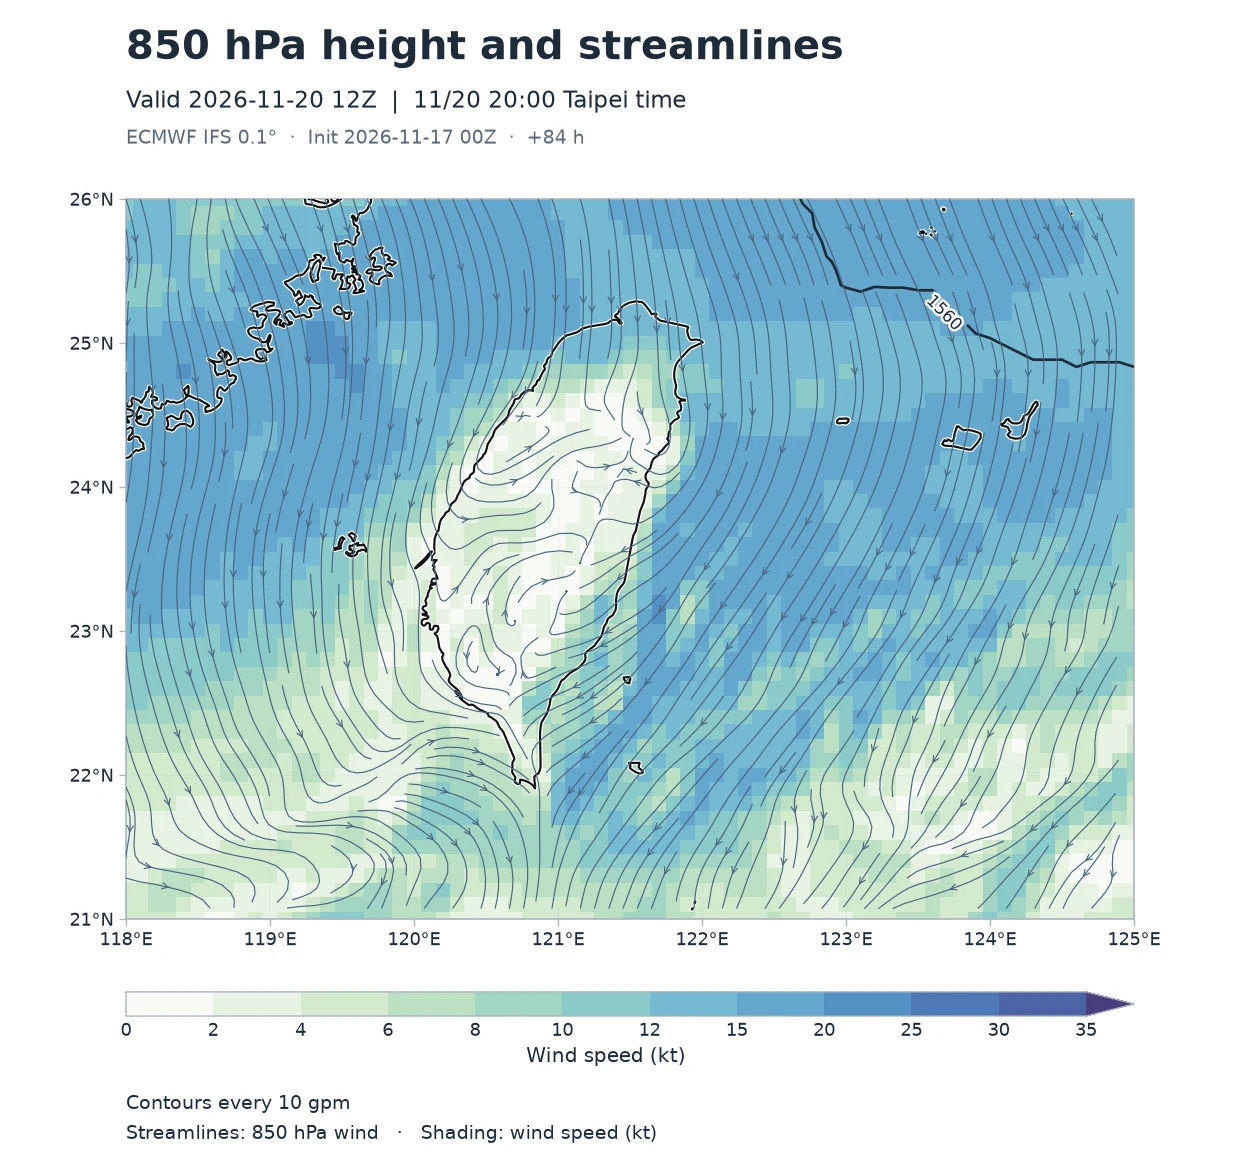 850 hPa height and streamlines
Valid 2026-11-20 12Z | 11/20 20:00 Taipei time
ECMWF IFS 0.1° · Init 2026-11-17 00Z · +84 h
26°N
25°N
24°N
23°N
22°N
21°N
1560
118°E 119°E 120°E 121°E 122°E 123°E 124°E 125°E
0 2 4 6 8 10 12 15 20 25 30 35
Wind speed (kt)
Contours every 10 gpm
Streamlines: 850 hPa wind · Shading: wind speed (kt)